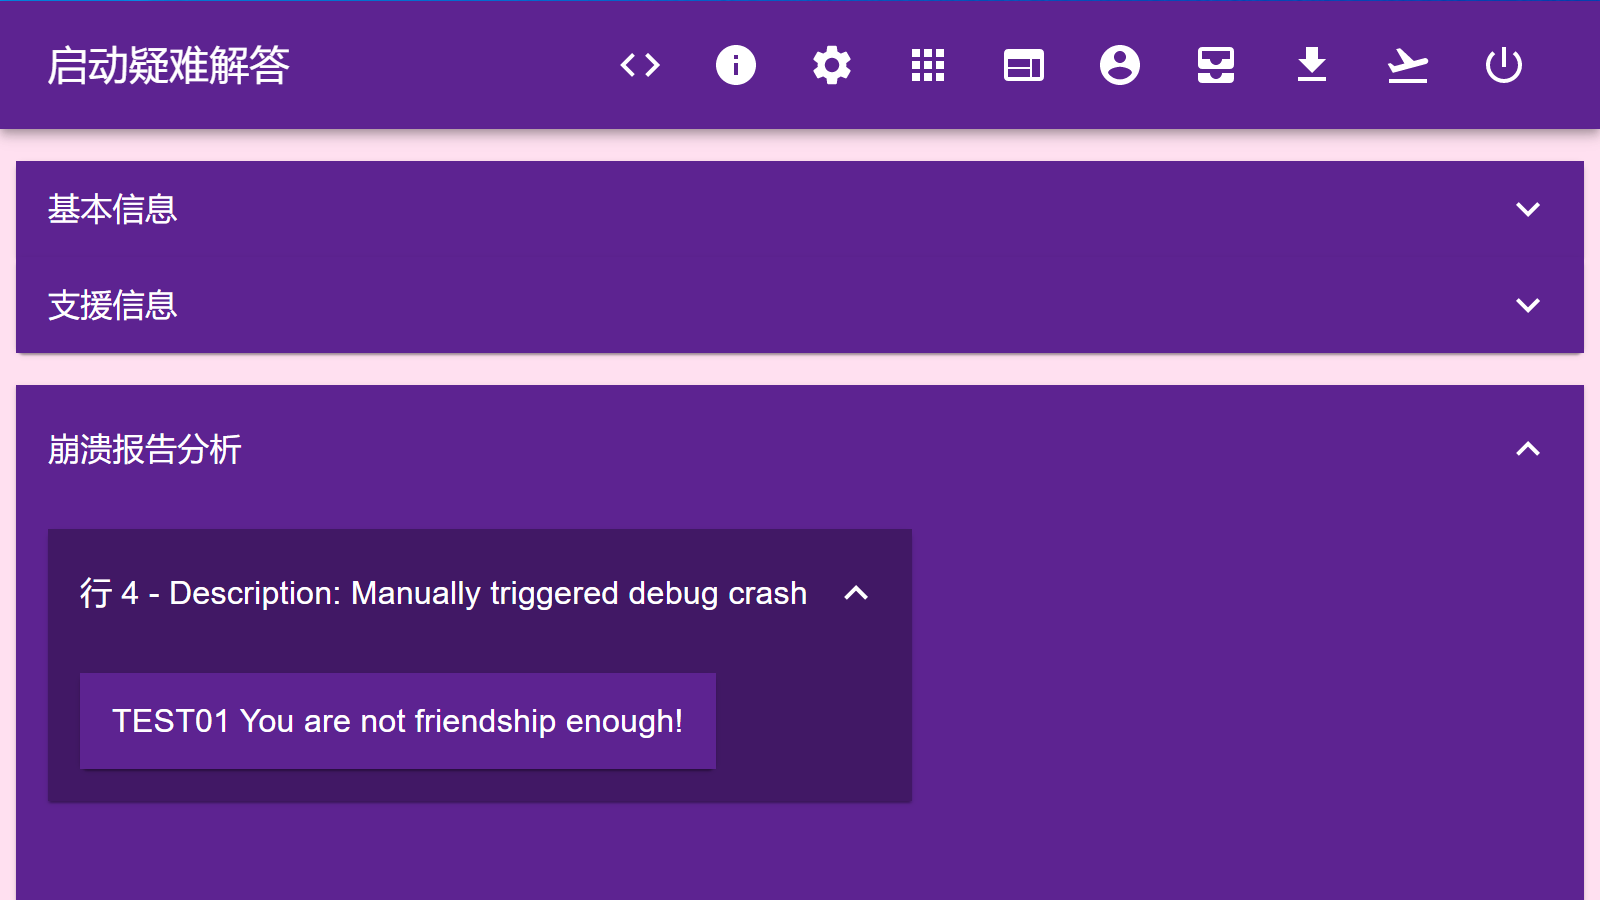 启动疑难解答
基本信息
支援信息
崩溃报告分析
行 4 - Description: Manually triggered debug crash
TEST01 You are not friendship enough!